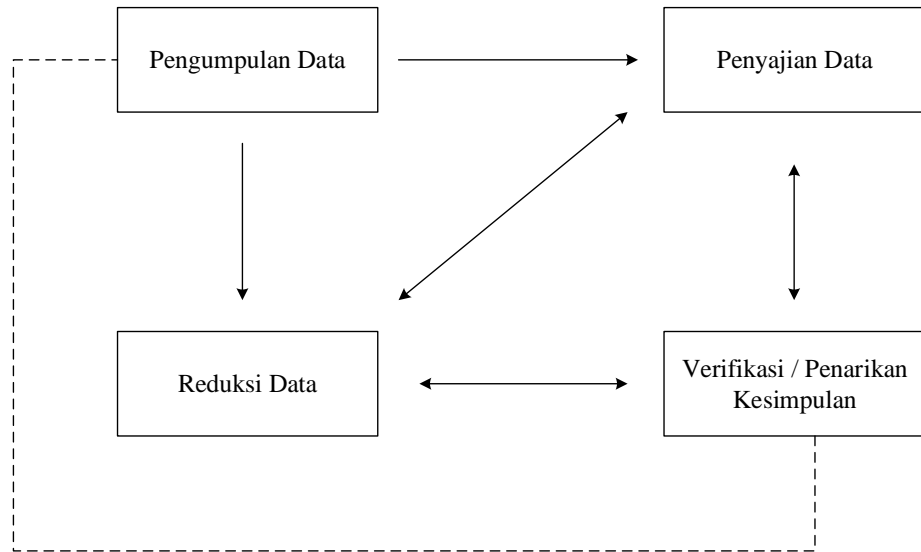 Pengumpulan Data
Penyajian Data
Reduksi Data
Verifikasi / Penarikan
Kesimpulan